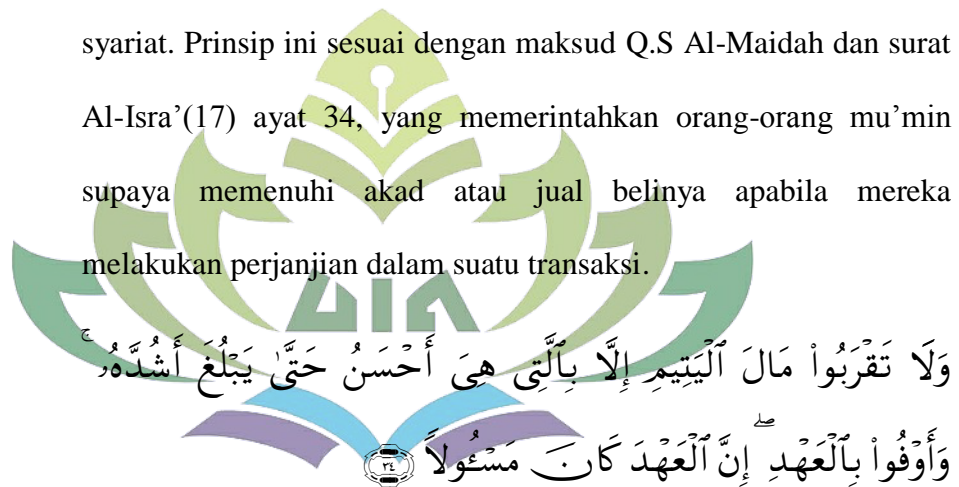 syariat. Prinsip ini sesuai dengan maksud Q.S Al-Maidah dan surat
Al-Isra’(17) ayat 34, yang memerintahkan orang-orang mu’min
supaya memenuhi akad atau jual belinya apabila mereka
melakukan perjanjian dalam suatu transaksi.
UIN
وَلَا تَقْرَبُوا۟ مَالَ ٱلْيَتِيمِ إِلَّا بِٱلَّتِى هِىَ أَحْسَنُ حَتَّىٰ يَبْلُغَ أَشُدَّهُۥ ۚ
وَأَوْفُوا۟ بِٱلْعَهْدِ ۖ إِنَّ ٱلْعَهْدَ كَانَ مَسْـُٔولًا ٣٤